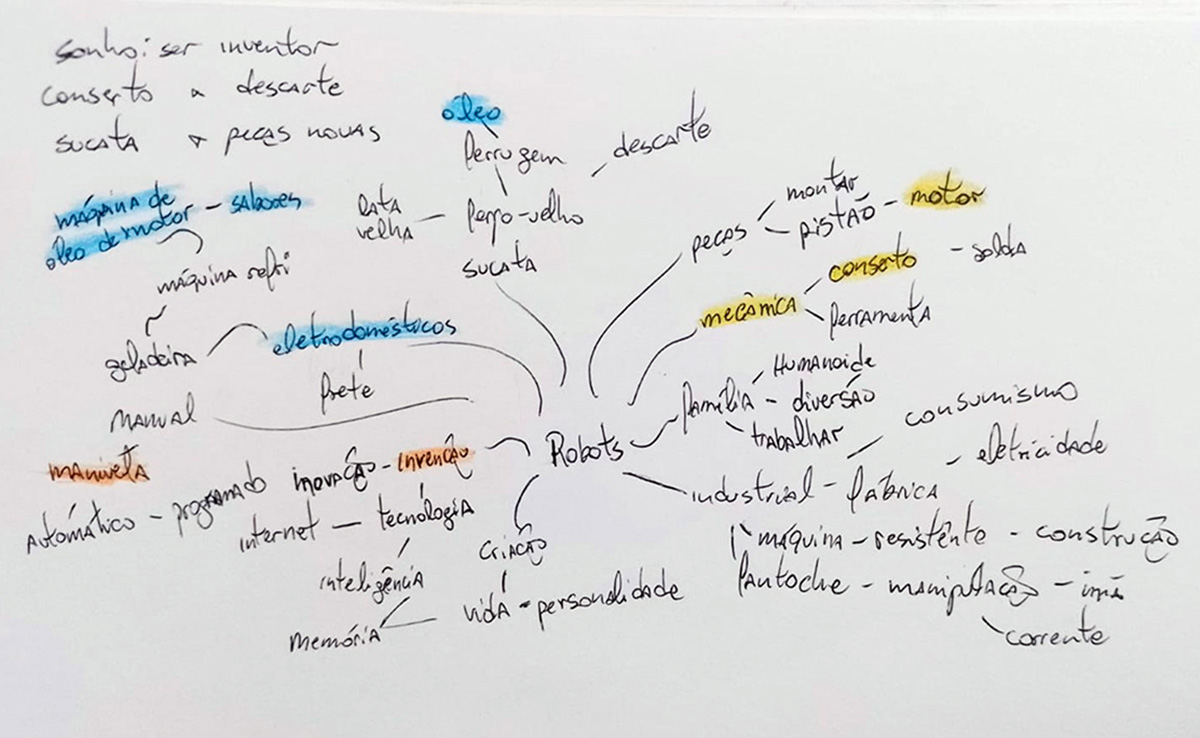 sonho: ser inventor
conserto x descarte
sucata x peças novas
óleo
ferrugem
descarte
máquina de
óleo de motor - sabores
lata
velha
ferro-velho
sucata
montar
peças
pistão - motor
máquina refri
conserto - solda
mecânica
ferramenta
geladeira
eletrodomésticos
frete
manual
Humanoide
família - diversão
trabalhar
consumismo
Robots
eletricidade
manivela
inovação - invenção
automático - programado
industrial - fábrica
internet - tecnólogia
criação
máquina - resistênte - construção
inteligência
fantoche - manipulação - imã
vida - personalidade
memória
corrente